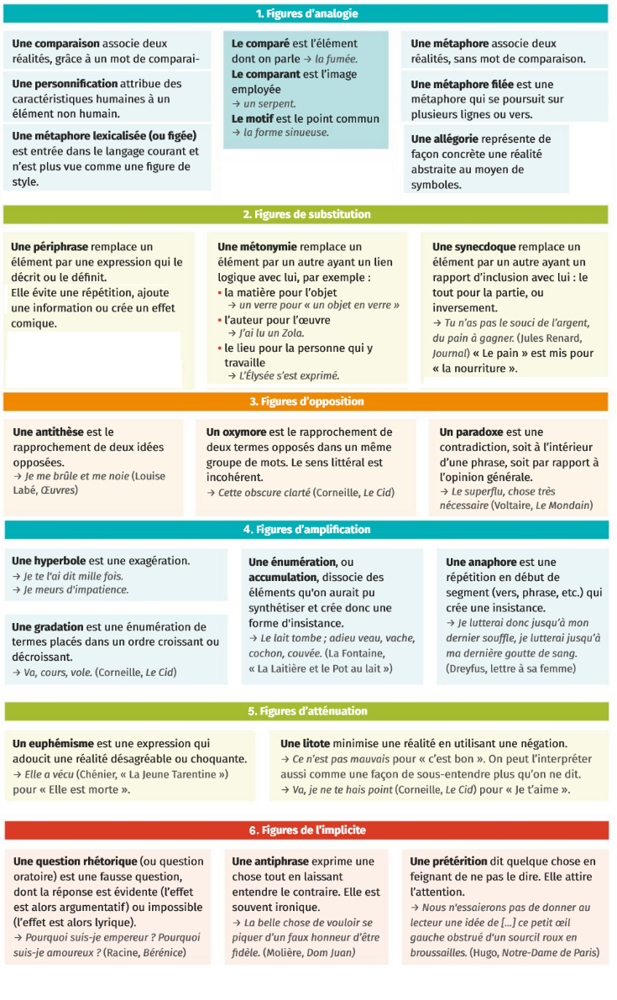 1. Figures d'analogie
Une comparaison associe deux
réalités, grâce à un mot de comparai-
Une personnification attribue des
caractéristiques humaines à un
élément non humain.
Une métaphore lexicalisée (ou figée)
est entrée dans le langage courant et
n'est plus vue comme une figure de
style.
Le comparé est l'élément
dont on parle → la fumée.
Le comparant est l'image
employée
→ un serpent.
Le motif est le point commun
→ la forme sinueuse.
Une métaphore associe deux
réalités, sans mot de comparaison.
Une métaphore filée est une
métaphore qui se poursuit sur
plusieurs lignes ou vers.
Une allégorie représente de
façon concrète une réalité
abstraite au moyen de
symboles.
2. Figures de substitution
Une périphrase remplace un
élément par une expression qui le
décrit ou le définit.
Elle évite une répétition, ajoute
une information ou crée un effet
comique.
Une métonymie remplace un
élément par un autre ayant un lien
logique avec lui, par exemple :
• la matière pour l'objet
→ un verre pour « un objet en verre »
• l'auteur pour l'œuvre
→ J'ai lu un Zola.
• le lieu pour la personne qui y
travaille
→ L'Élysée s'est exprimé.
Une synecdoque remplace un
élément par un autre ayant un
rapport d'inclusion avec lui : le
tout pour la partie, ou
inversement.
→ Tu n'as pas le souci de l'argent,
du pain à gagner. (Jules Renard,
Journal) « Le pain » est mis pour
« la nourriture ».
3. Figures d'opposition
Une antithèse est le
rapprochement de deux idées
opposées.
→ Je me brûle et me noie (Louise
Labé, Œuvres)
Un oxymore est le rapprochement de
deux termes opposés dans un même
groupe de mots. Le sens littéral est
incohérent.
→ Cette obscure clarté (Corneille, Le Cid)
Un paradoxe est une
contradiction, soit à l'intérieur
d'une phrase, soit par rapport à
l'opinion générale.
→ Le superflu, chose très
nécessaire (Voltaire, Le Mondain)
4. Figures d'amplification
Une hyperbole est une exagération.
→ Je te l'ai dit mille fois.
→ Je meurs d'impatience.
Une gradation est une énumération de
termes placés dans un ordre croissant ou
décroissant.
→ Va, cours, vole. (Corneille, Le Cid)
Une énumération, ou
accumulation, dissocie des
éléments qu'on aurait pu
synthétiser et crée donc une
forme d'insistance.
→ Le lait tombe ; adieu veau, vache,
cochon, couvée. (La Fontaine,
« La Laitière et le Pot au lait »)
Une anaphore est une
répétition en début de
segment (vers, phrase, etc.) qui
crée une insistance.
→ Je lutterai donc jusqu'à mon
dernier souffle, je lutterai jusqu'à
ma dernière goutte de sang.
(Dreyfus, lettre à sa femme)
5. Figures d'atténuation
Un euphémisme est une expression qui
adoucit une réalité désagréable ou choquante.
→ Elle a vécu (Chénier, « La Jeune Tarentine »)
pour « Elle est morte ».
Une litote minimise une réalité en utilisant une négation.
→ Ce n'est pas mauvais pour « c'est bon ». On peut l'interpréter
aussi comme une façon de sous-entendre plus qu'on ne dit.
→ Va, je ne te hais point (Corneille, Le Cid) pour « Je t'aime ».
6. Figures de l'implicite
Une question rhétorique (ou question
oratoire) est une fausse question,
dont la réponse est évidente (l'effet
est alors argumentatif) ou impossible
(l'effet est alors lyrique).
→ Pourquoi suis-je empereur ? Pourquoi
suis-je amoureux ? (Racine, Bérénice)
Une antiphrase exprime une
chose tout en laissant
entendre le contraire. Elle est
souvent ironique.
→ La belle chose de vouloir se
piquer d'un faux honneur d'être
fidèle. (Molière, Dom Juan)
Une prétérition dit quelque chose en
feignant de ne pas le dire. Elle attire
l'attention.
→ Nous n'essaierons pas de donner au
lecteur une idée de [...] ce petit œil
gauche obstrué d'un sourcil roux en
broussailles. (Hugo, Notre-Dame de Paris)